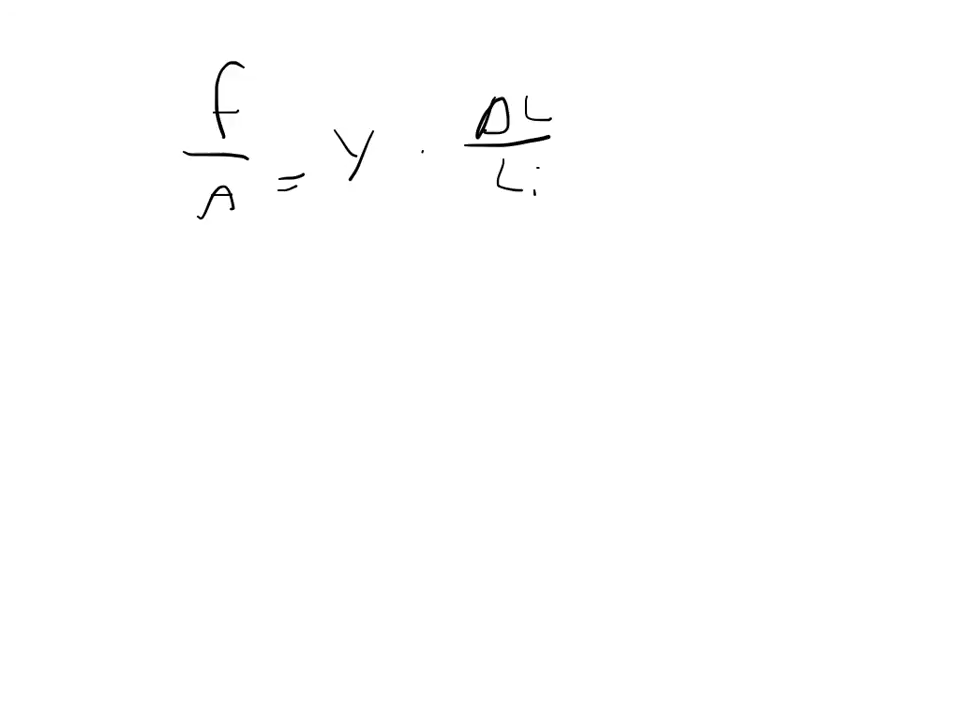 f/A = Y · ΔL/Li